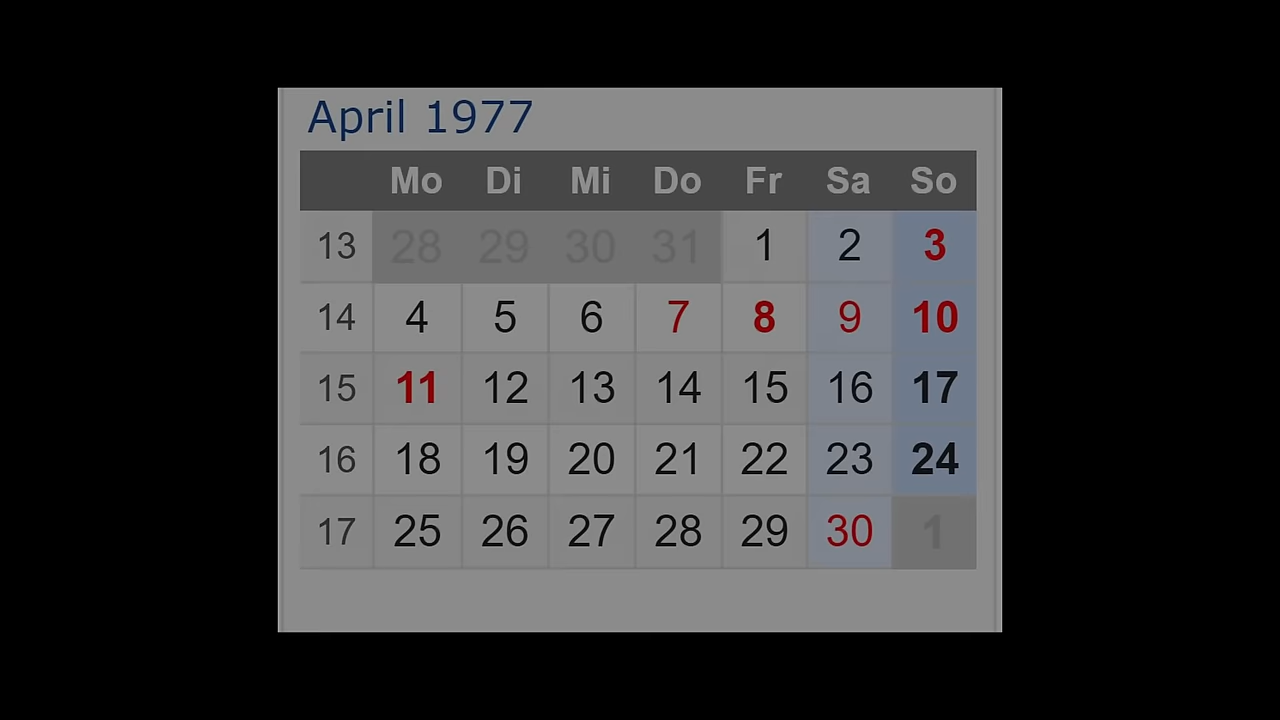 April 1977
Mo Di Mi Do Fr Sa So
13 28 29 30 31 1 2 3
14 4 5 6 7 8 9 10
15 11 12 13 14 15 16 17
16 18 19 20 21 22 23 24
17 25 26 27 28 29 30 1